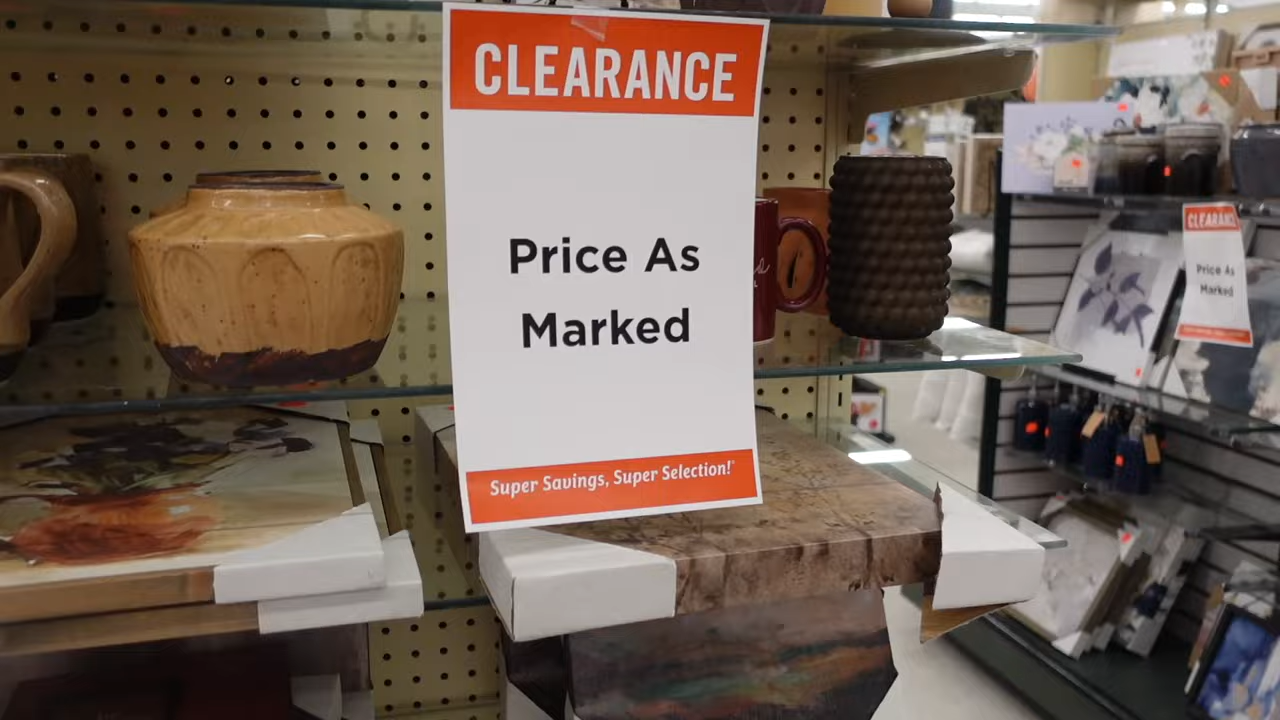 CLEARANCE
Price As
Marked
Super Savings, Super Selection!
CLEARANCE
Price As
Marked